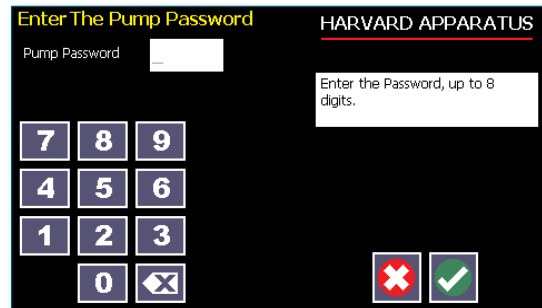 Enter The Pump Password
HARVARD APPARATUS
Pump Password
_
Enter the Password, up to 8
digits.
7 8 9
4 5 6
1 2 3
0